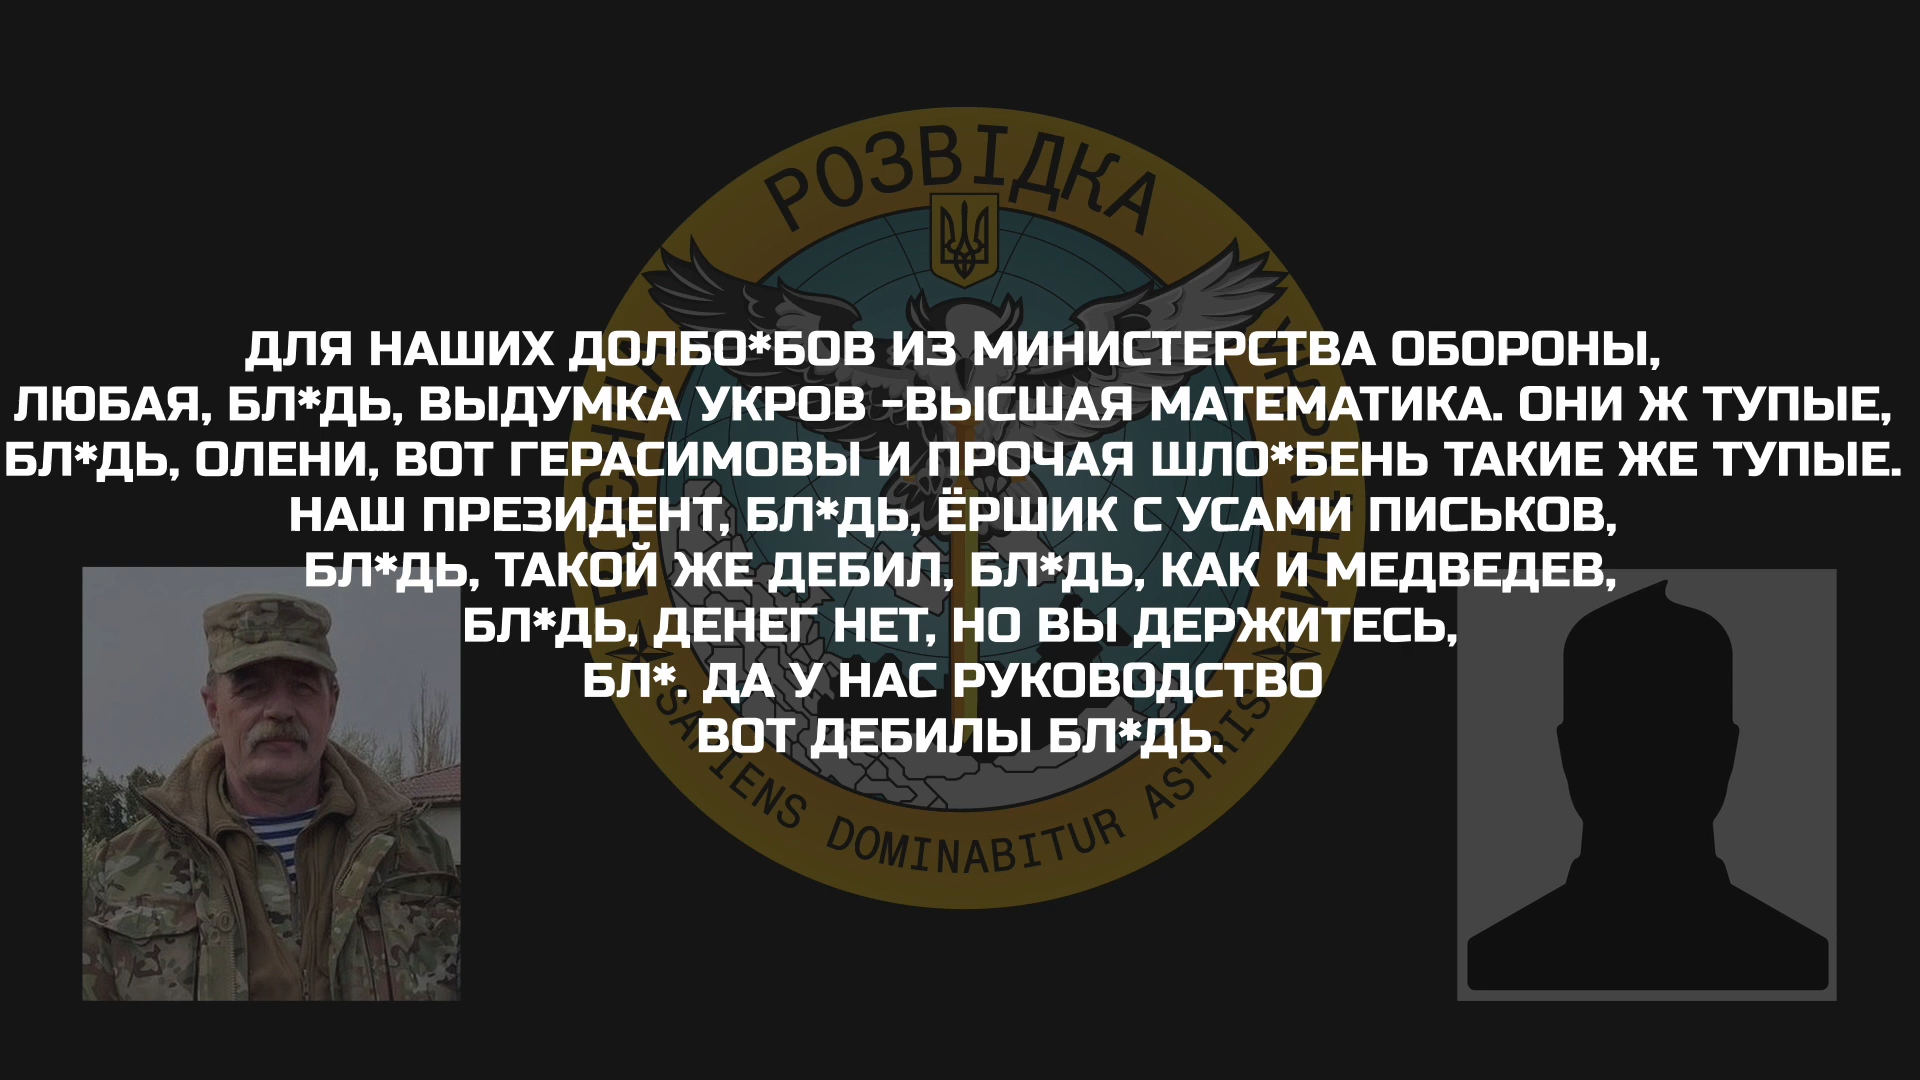 РОЗВІДКА
ДЛЯ НАШИХ ДОЛБО*БОВ ИЗ МИНИСТЕРСТВА ОБОРОНЫ,
ЛЮБАЯ, БЛ*ДЬ, ВЫДУМКА УКРОВ -ВЫСШАЯ МАТЕМАТИКА. ОНИ Ж ТУПЫЕ,
БЛ*ДЬ, ОЛЕНИ, ВОТ ГЕРАСИМОВЫ И ПРОЧАЯ ШЛО*БЕНЬ ТАКИЕ ЖЕ ТУПЫЕ.
НАШ ПРЕЗИДЕНТ, БЛ*ДЬ, ЁРШИК С УСАМИ ПИСЬКОВ,
БЛ*ДЬ, ТАКОЙ ЖЕ ДЕБИЛ, БЛ*ДЬ, КАК И МЕДВЕДЕВ,
БЛ*ДЬ, ДЕНЕГ НЕТ, НО ВЫ ДЕРЖИТЕСЬ,
БЛ*. ДА У НАС РУКОВОДСТВО
ВОТ ДЕБИЛЫ БЛ*ДЬ.
SAPIENS DOMINABITUR ASTRIS